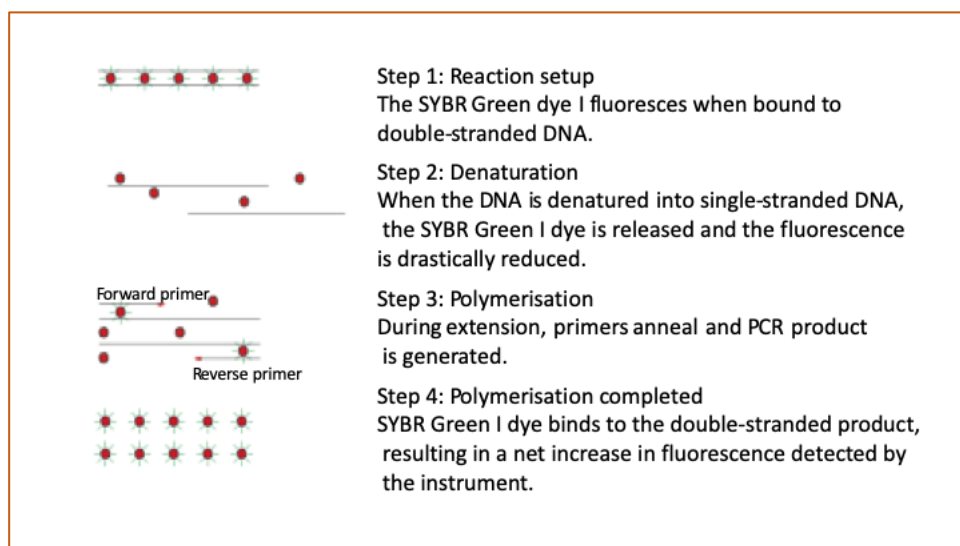 Step 1: Reaction setup
The SYBR Green dye I fluoresces when bound to
double-stranded DNA.
Step 2: Denaturation
When the DNA is denatured into single-stranded DNA,
the SYBR Green I dye is released and the fluorescence
is drastically reduced.
Forward primer
Reverse primer
Step 3: Polymerisation
During extension, primers anneal and PCR product
is generated.
Step 4: Polymerisation completed
SYBR Green I dye binds to the double-stranded product,
resulting in a net increase in fluorescence detected by
the instrument.